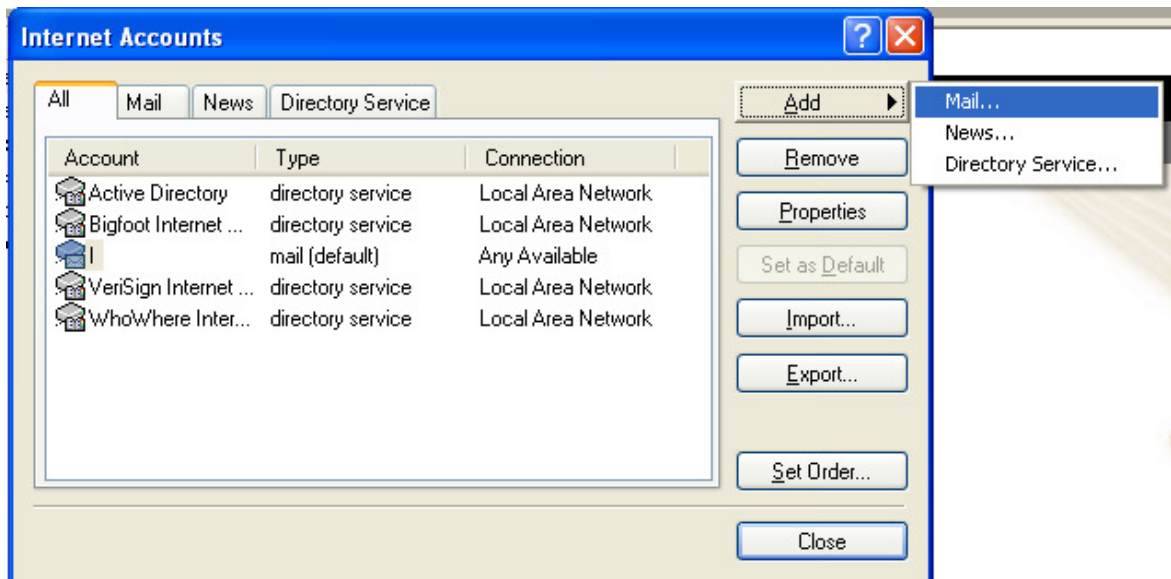 Internet Accounts
All Mail News Directory Service
Account Type Connection
Active Directory directory service Local Area Network
Bigfoot Internet ... directory service Local Area Network
I mail (default) Any Available
VeriSign Internet ... directory service Local Area Network
WhoWhere Inter... directory service Local Area Network
Add
Remove
Properties
Set as Default
Import...
Export...
Set Order...
Close
Mail...
News...
Directory Service...